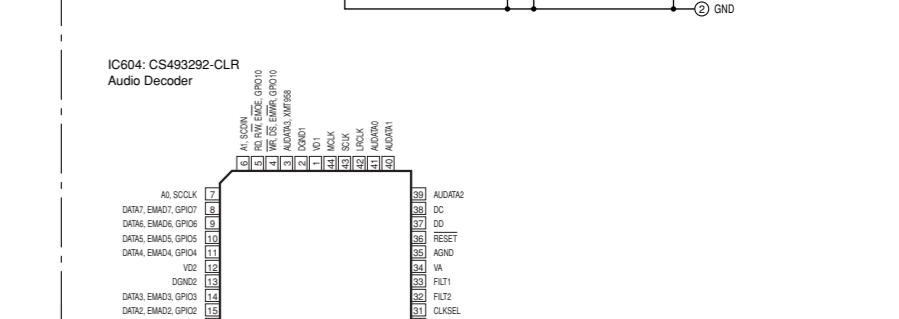 2 GND
IC604: CS493292-CLR
Audio Decoder
A1, SCDIN
RD, R/W, EMOE, GPIO10
WR, DS, EMWR, GPIO10
AUDATA3, XMT958
DGND1
VD1
MCLK
SCLK
LRCLK
AUDATA0
AUDATA1
6 5 4 3 2 1 44 43 42 41 40
A0, SCCLK 7
DATA7, EMAD7, GPIO7 8
DATA6, EMAD6, GPIO6 9
DATA5, EMAD5, GPIO5 10
DATA4, EMAD4, GPIO4 11
VD2 12
DGND2 13
DATA3, EMAD3, GPIO3 14
DATA2, EMAD2, GPIO2 15
39 AUDATA2
38 DC
37 DD
36 RESET
35 AGND
34 VA
33 FILT1
32 FILT2
31 CLKSEL